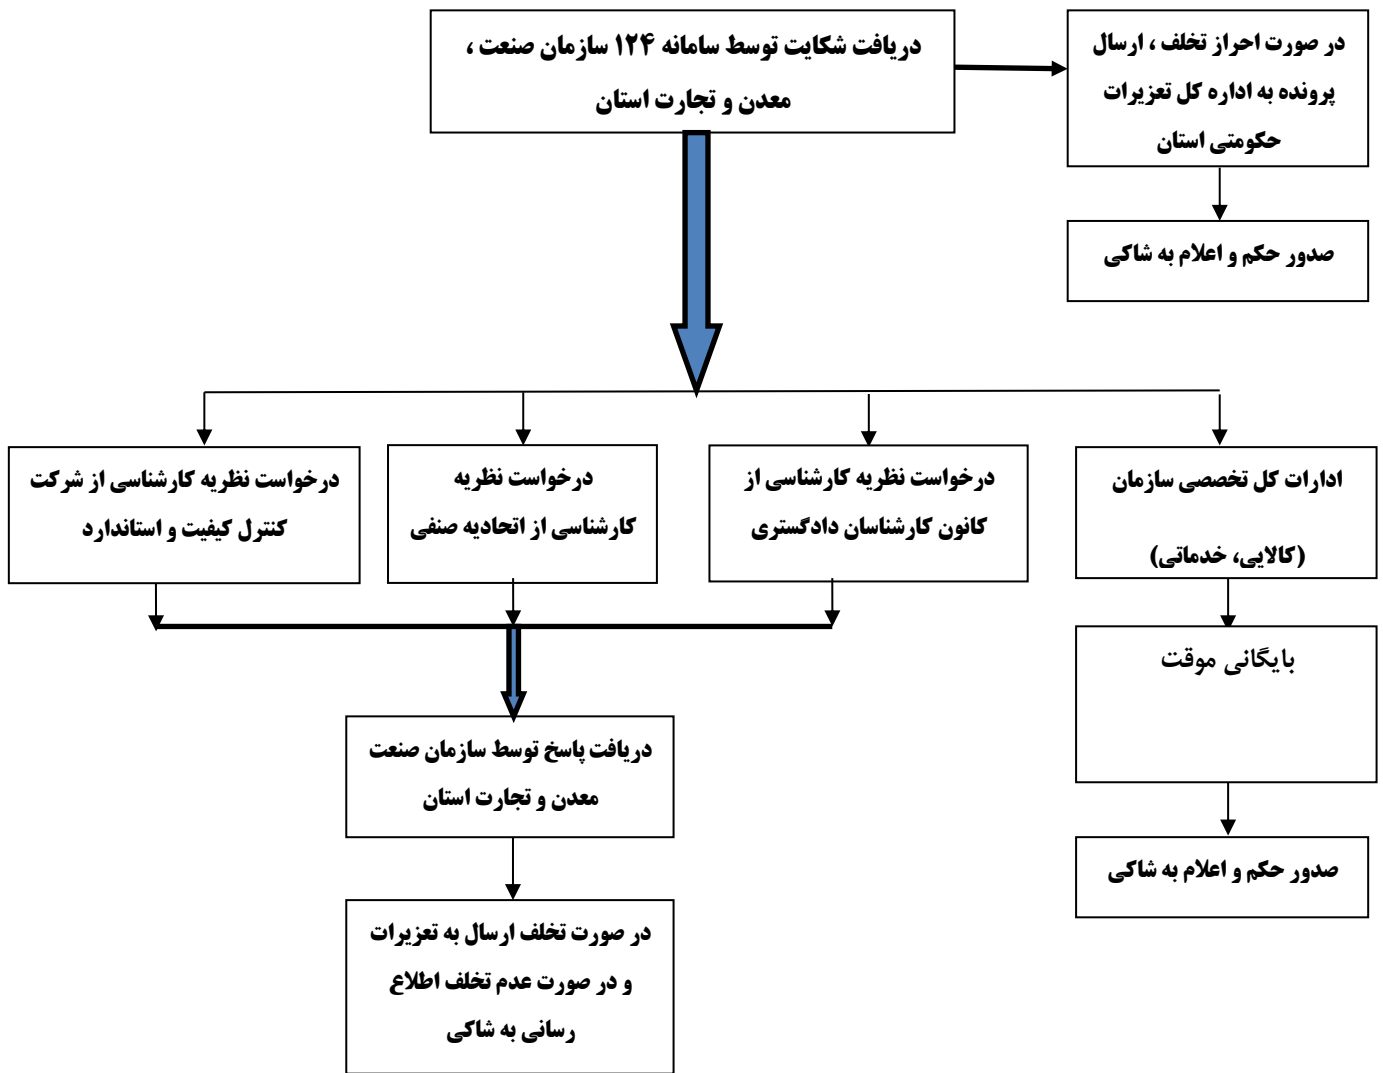 دریافت شکایت توسط سامانه ۱۲۴ سازمان صنعت ،
معدن و تجارت استان
در صورت احراز تخلف ، ارسال
پرونده به اداره کل تعزیرات
حکومتی استان
صدور حکم و اعلام به شاکی
ادارات کل تخصصی سازمان
(کالایی، خدماتی)
درخواست نظریه کارشناسی از
کانون کارشناسان دادگستری
درخواست نظریه
کارشناسی از اتحادیه صنفی
درخواست نظریه کارشناسی از شرکت
کنترل کیفیت و استاندارد
بایگانی موقت
صدور حکم و اعلام به شاکی
دریافت پاسخ توسط سازمان صنعت
معدن و تجارت استان
در صورت تخلف ارسال به تعزیرات
و در صورت عدم تخلف اطلاع
رسانی به شاکی